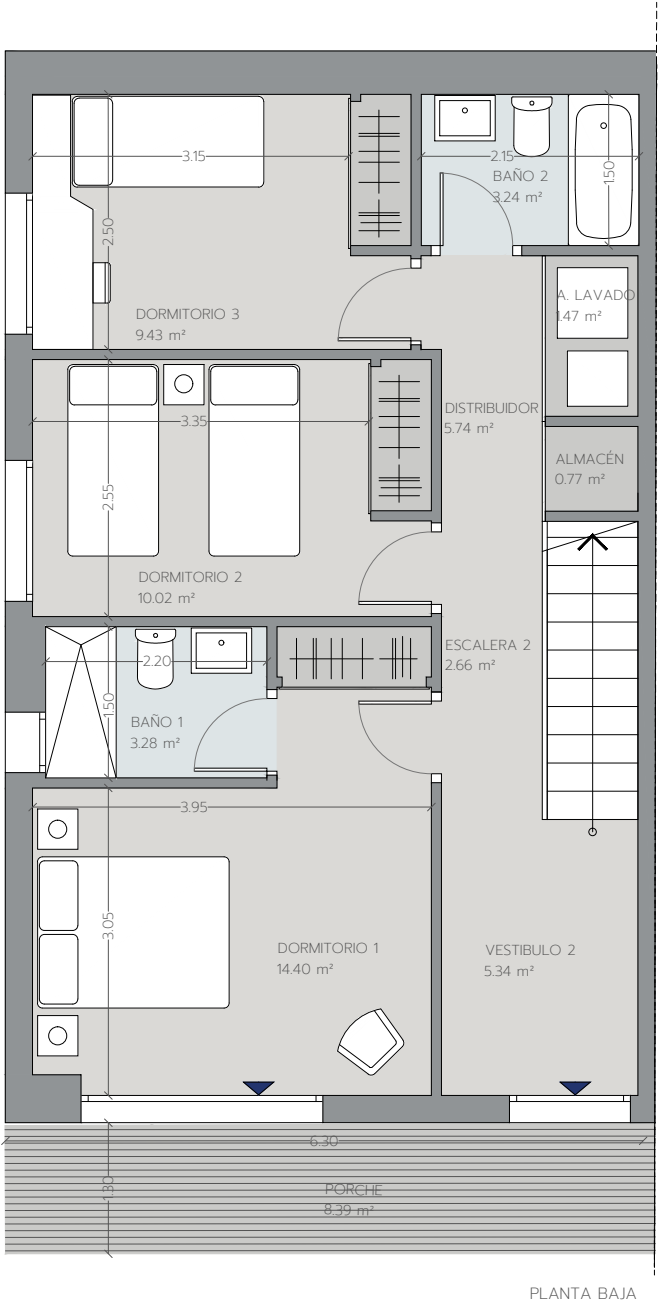 3.15
2.15
BAÑO 2
3.24 m²
1.50
2.50
DORMITORIO 3
9.43 m²
A. LAVADO
1.47 m²
3.35
DISTRIBUIDOR
5.74 m²
ALMACÉN
0.77 m²
2.55
DORMITORIO 2
10.02 m²
2.20
ESCALERA 2
2.66 m²
1.50
BAÑO 1
3.28 m²
3.95
3.05
DORMITORIO 1
14.40 m²
VESTIBULO 2
5.34 m²
6.30
1.30
PORCHE
8.39 m²
PLANTA BAJA